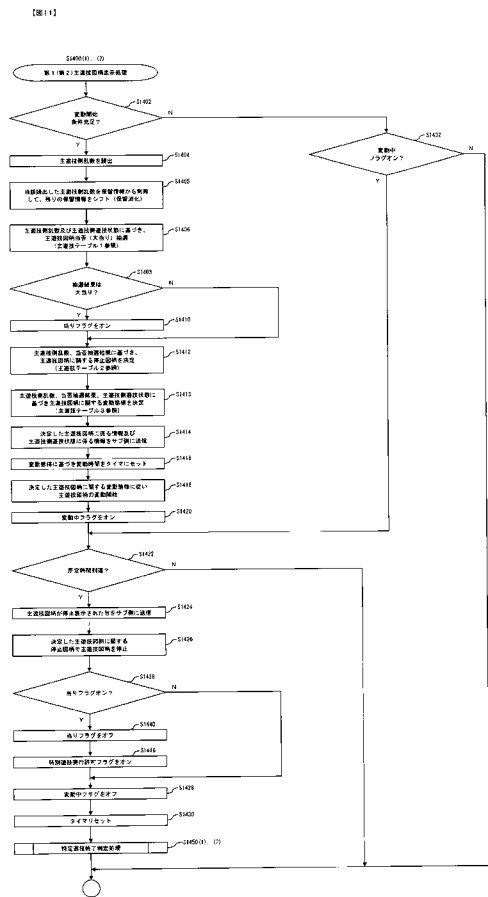 【図11】
S1400(1)、(2)
第1(第2)主遊技図柄表示処理
S1402
変動開始
条件充足?
N
Y
S1432
変動中
フラグオン?
N
Y
S1404
主遊技側乱数を読出
S1405
当該読出した主遊技側乱数を保留情報から削除
して、残りの保留情報をシフト(保留消化)
S1406
主遊技側乱数及び主遊技側遊技状態に基づき、
主遊技図柄当否(大当り)抽選
(主遊技テーブル1参照)
S1408
抽選結果は
大当り?
N
Y
S1410
当りフラグをオン
S1412
主遊技側乱数、当否抽選結果に基づき、
主遊技図柄に関する停止図柄を決定
(主遊技テーブル2参照)
S1413
主遊技側乱数、当否抽選結果、主遊技側遊技状態に
基づき主遊技図柄に関する変動態様を決定
(主遊技テーブル3参照)
S1414
決定した主遊技図柄に係る情報及び
主遊技側遊技状態に係る情報をサブ側に送信
S1416
変動態様に基づき変動時間をタイマにセット
S1418
決定した主遊技図柄に関する変動態様に従い
主遊技図柄の変動開始
S1420
変動中フラグをオン
S1422
所定時間到達?
N
Y
S1424
主遊技図柄が停止表示された旨をサブ側に送信
S1426
決定した主遊技図柄に関する
停止図柄で主遊技図柄を停止
S1438
当りフラグオン?
N
Y
S1440
当りフラグをオフ
S1446
特別遊技実行許可フラグをオン
S1428
変動中フラグをオフ
S1430
タイマリセット
S1450(1)、(2)
特定遊技終了判定処理